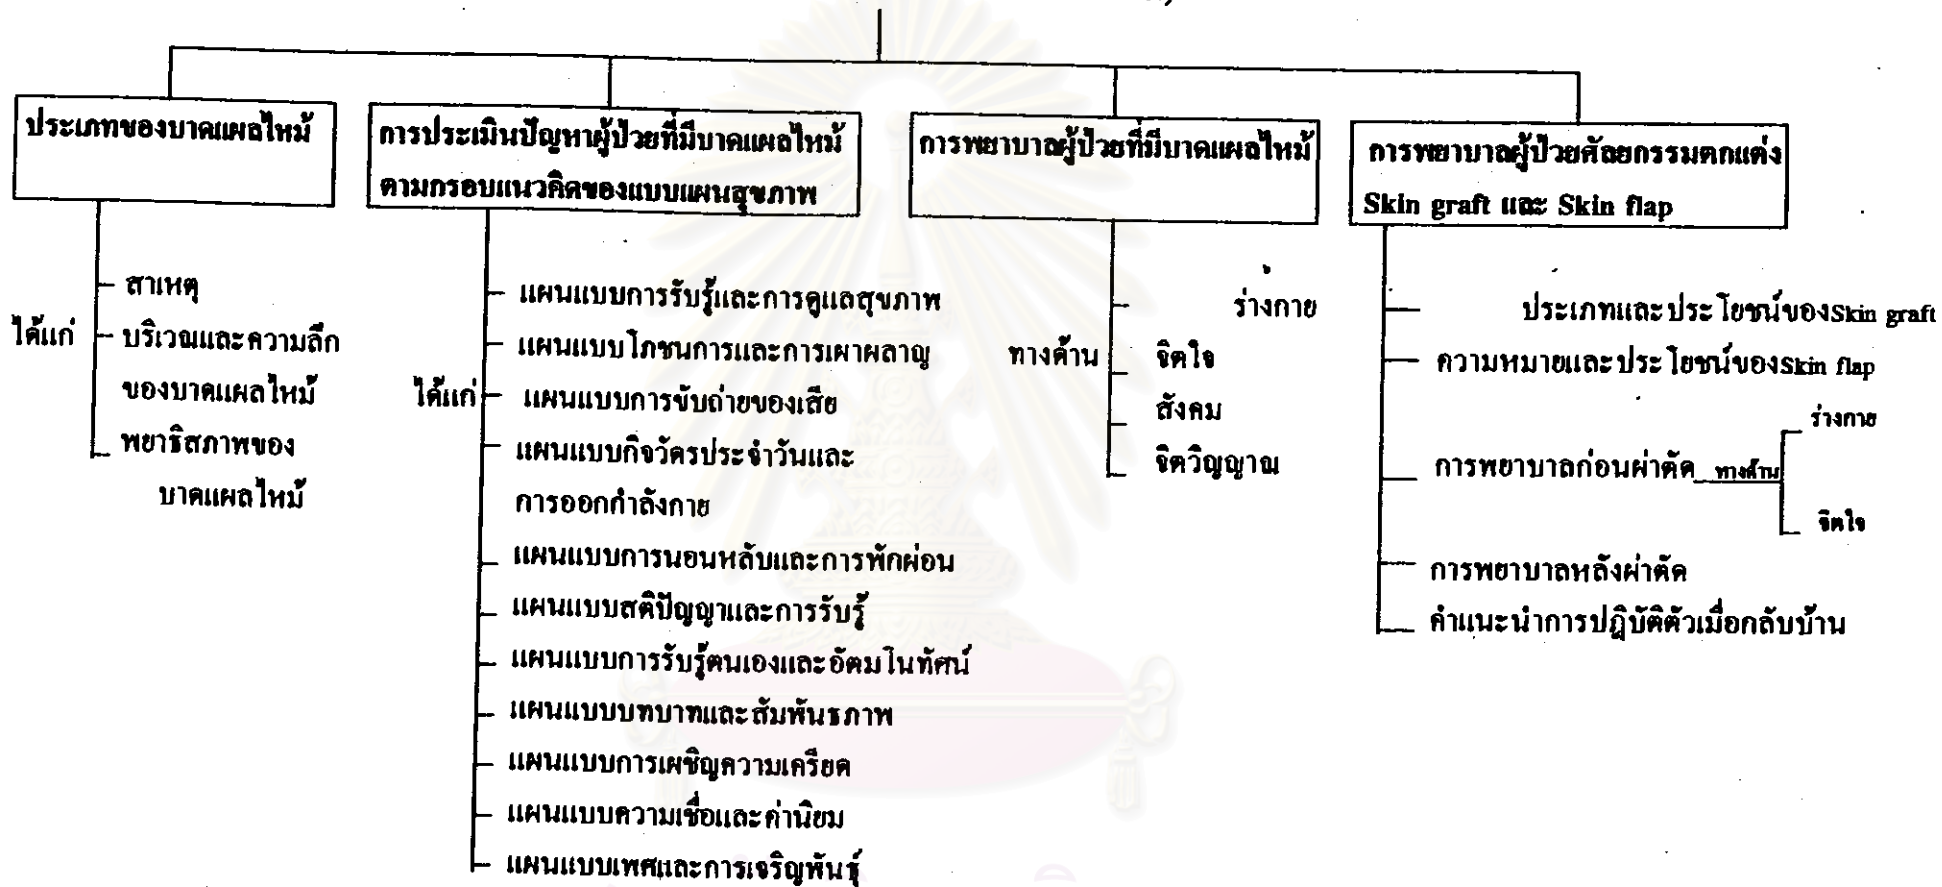 ประเภทของบาดแผลไหม้
ได้แก่
สาเหตุ
บริเวณและความลึก
ของบาดแผลไหม้
พยาธิสภาพของ
บาดแผลไหม้
การประเมินปัญหาผู้ป่วยที่มีบาดแผลไหม้
ตามกรอบแนวคิดของแบบแผนสุขภาพ
ได้แก่
แผนแบบการรับรู้และการดูแลสุขภาพ
แผนแบบโภชนการและการเผาผลาญ
แผนแบบการขับถ่ายของเสีย
แผนแบบกิจวัตรประจำวันและ
การออกกำลังกาย
แผนแบบการนอนหลับและการพักผ่อน
แผนแบบสติปัญญาและการรับรู้
แผนแบบการรับรู้ตนเองและอัตมโนทัศน์
แผนแบบบทบาทและสัมพันธภาพ
แผนแบบการเผชิญความเครียด
แผนแบบความเชื่อและค่านิยม
แผนแบบเพศและการเจริญพันธุ์
การพยาบาลผู้ป่วยที่มีบาดแผลไหม้
ทางด้าน
ร่างกาย
จิตใจ
สังคม
จิตวิญญาณ
การพยาบาลผู้ป่วยศัลยกรรมตกแต่ง
Skin graft และ Skin flap
ประเภทและประโยชน์ของSkin graft
ความหมายและประโยชน์ของSkin flap
การพยาบาลก่อนผ่าตัด ทางด้าน
ร่างกาย
จิตใจ
การพยาบาลหลังผ่าตัด
คำแนะนำการปฎิบัติตัวเมื่อกลับบ้าน